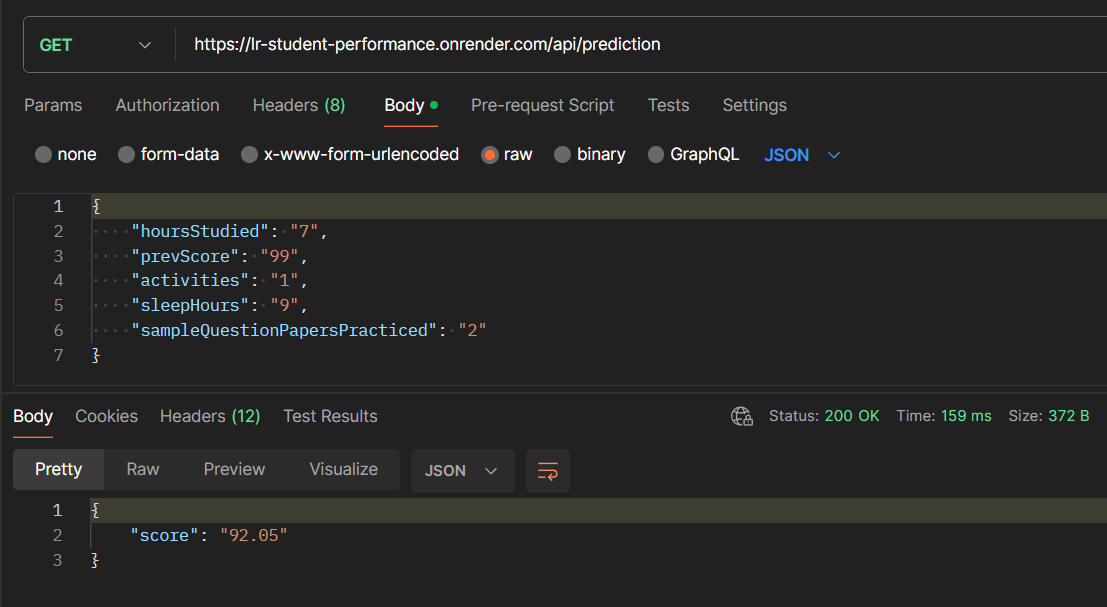 GET https://lr-student-performance.onrender.com/api/prediction
Params Authorization Headers (8) Body Pre-request Script Tests Settings
none form-data x-www-form-urlencoded raw binary GraphQL JSON
1 {
2 "hoursStudied": "7",
3 "prevScore": "99",
4 "activities": "1",
5 "sleepHours": "9",
6 "sampleQuestionPapersPracticed": "2"
7 }
Body Cookies Headers (12) Test Results Status: 200 OK Time: 159 ms Size: 372 B
Pretty Raw Preview Visualize JSON
1 {
2 "score": "92.05"
3 }